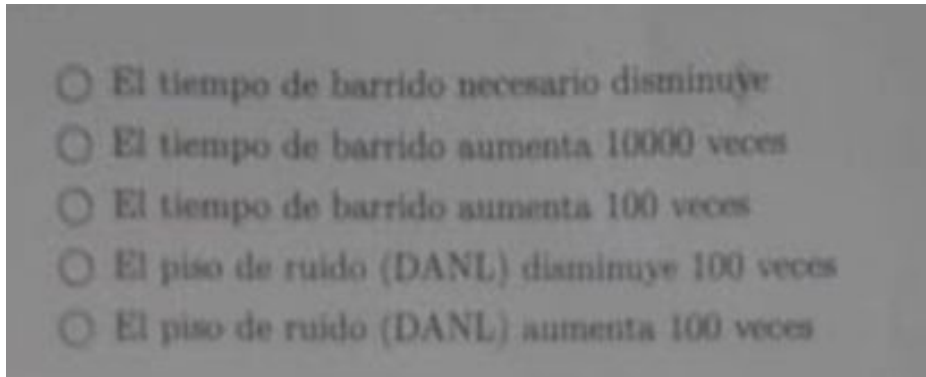 El tiempo de barrido necesario disminuye
El tiempo de barrido aumenta 10000 veces
El tiempo de barrido aumenta 100 veces
El piso de ruido (DANL) disminuye 100 veces
El piso de ruido (DANL) aumenta 100 veces